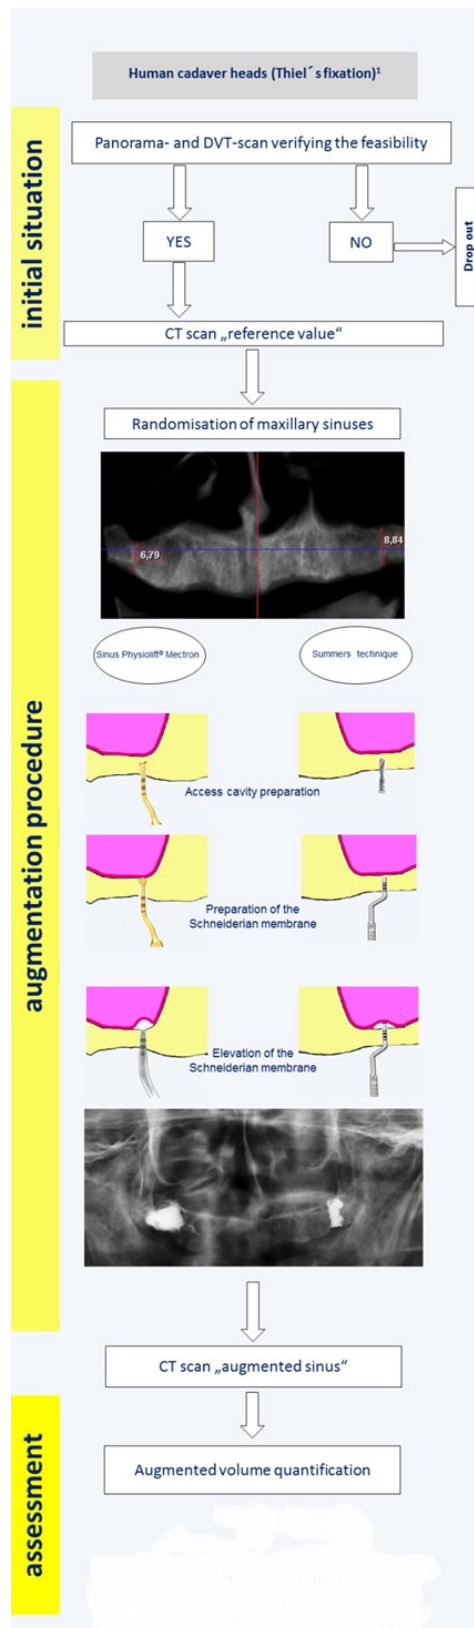 Human cadaver heads (Thiel´s fixation)¹
initial situation
Panorama- and DVT-scan verifying the feasibility
YES
NO
Drop out
CT scan „reference value“
augmentation procedure
Randomisation of maxillary sinuses
6,79
8,84
Sinus Physiolift® Mectron
Summers technique
Access cavity preparation
Preparation of the
Schneiderian membrane
Elevation of the
Schneiderian membrane
CT scan „augmented sinus“
assessment
Augmented volume quantification